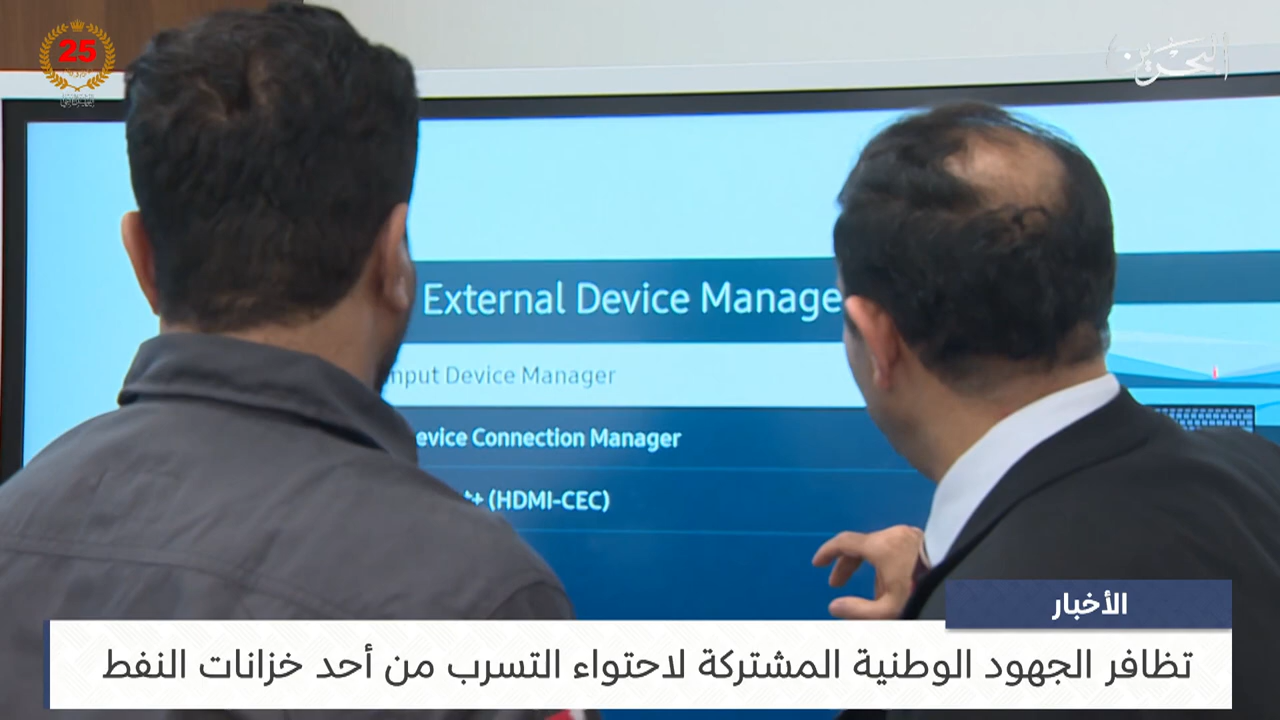 25
البحرين
External Device Manage
nput Device Manager
evice Connection Manager
(HDMI-CEC)
الأخبار
تظافر الجهود الوطنية المشتركة لاحتواء التسرب من أحد خزانات النفط